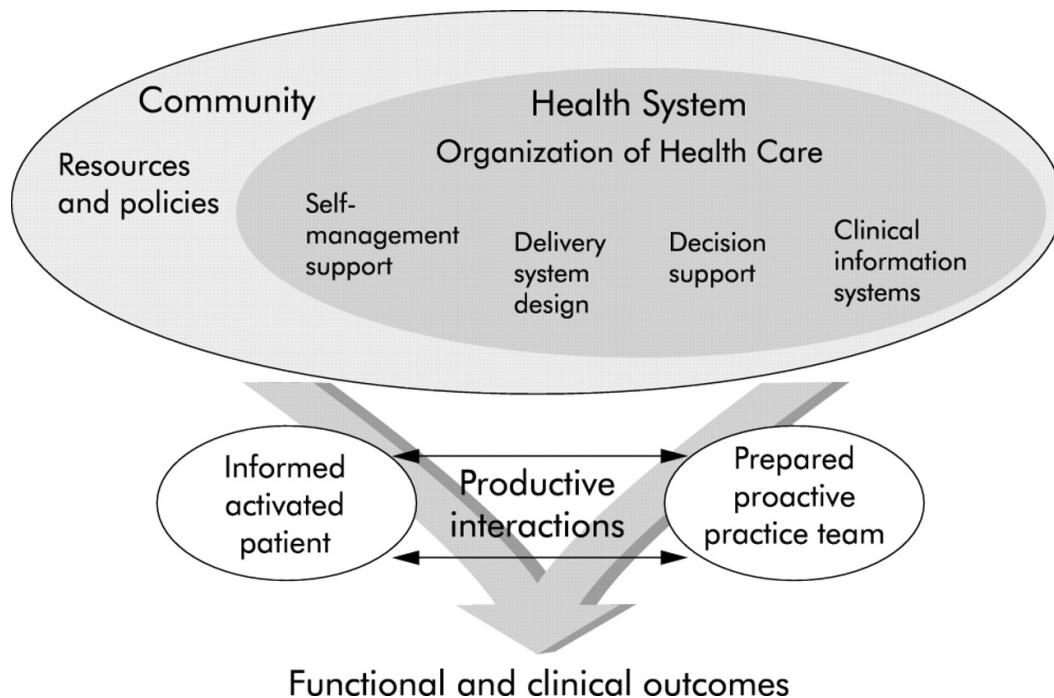 Community
Health System
Organization of Health Care
Resources
and policies
Self-
management
support
Delivery
system
design
Decision
support
Clinical
information
systems
Informed
activated
patient
Productive
interactions
Prepared
proactive
practice team
Functional and clinical outcomes